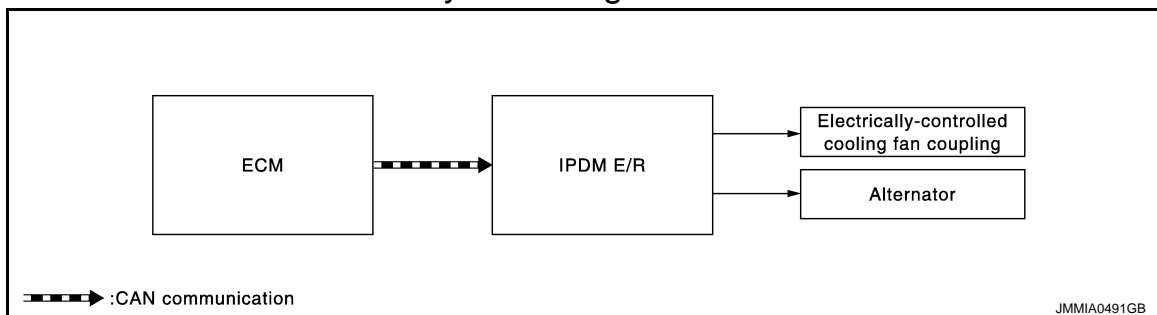 ECM
IPDM E/R
Electrically-controlled
cooling fan coupling
Alternator
:CAN communication
JMMIA0491GB